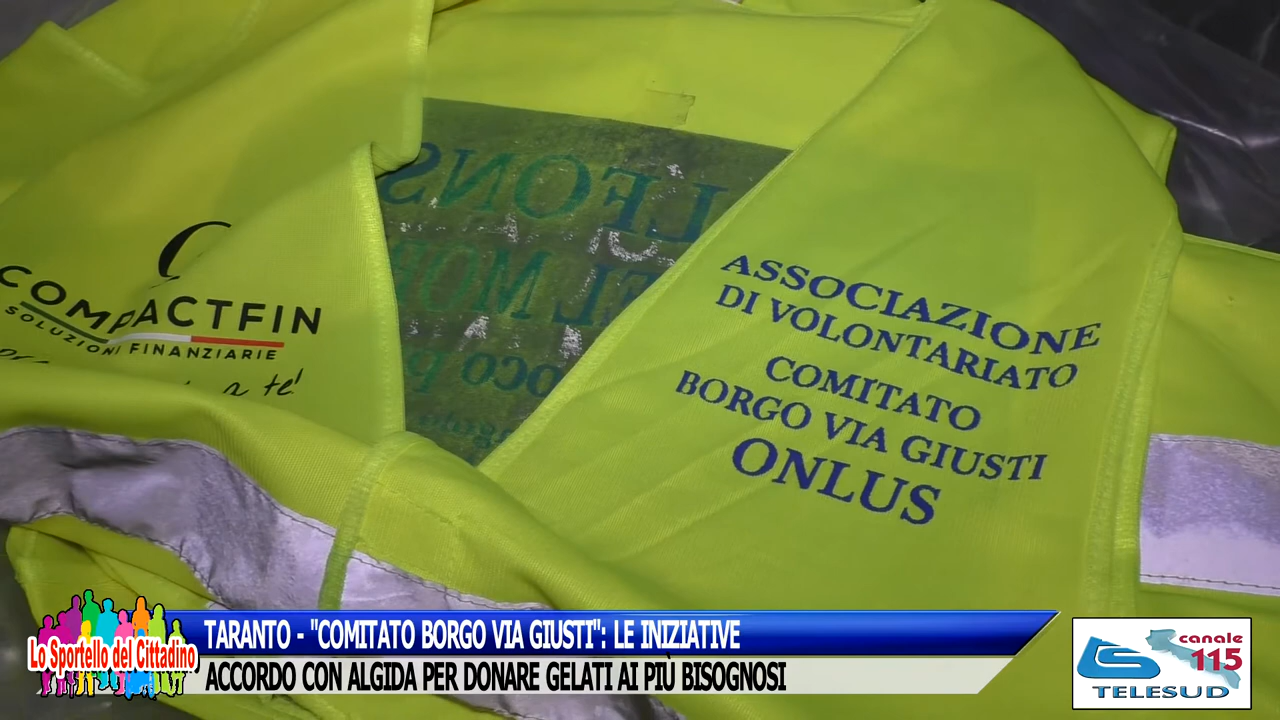 COMPACTFIN
SOLUZIONI FINANZIARIE
a te!
ASSOCIAZIONE
DI VOLONTARIATO
COMITATO
BORGO VIA GIUSTI
ONLUS
TARANTO - "COMITATO BORGO VIA GIUSTI": LE INIZIATIVE
ACCORDO CON ALGIDA PER DONARE GELATI AI PIÙ BISOGNOSI
Lo Sportello del Cittadino
canale
115
TELESUD